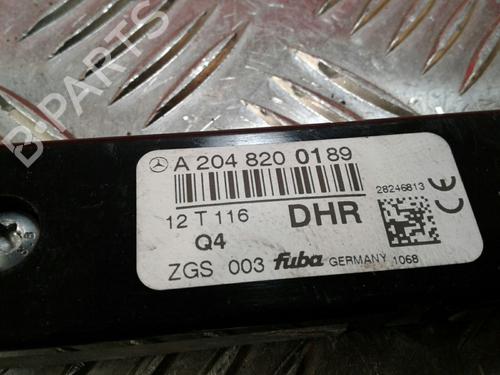 B-PARTS
A 204 820 0189
28246813
12 T 116 DHR CE
Q4
ZGS 003 fuba GERMANY 1068